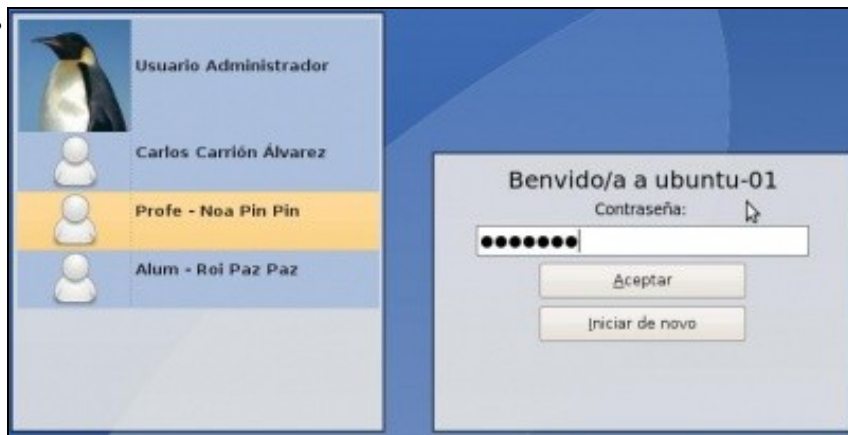 Usuario Administrador
Carlos Carrión Álvarez
Profe - Noa Pin Pin
Alum - Roi Paz Paz
Benvido/a a ubuntu-01
Contraseña:
Aceptar
Iniciar de novo